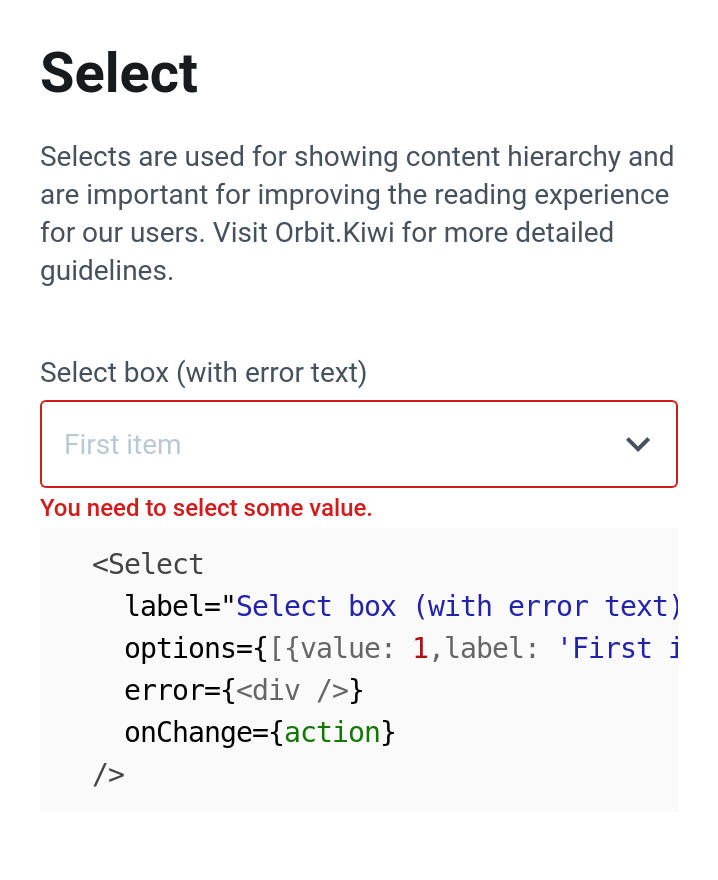 Select
Selects are used for showing content hierarchy and
are important for improving the reading experience
for our users. Visit Orbit.Kiwi for more detailed
guidelines.
Select box (with error text)
First item
You need to select some value.
<Select
label="Select box (with error text)
options={[{value: 1,label: 'First i
error={<div />}
onChange={action}
/>